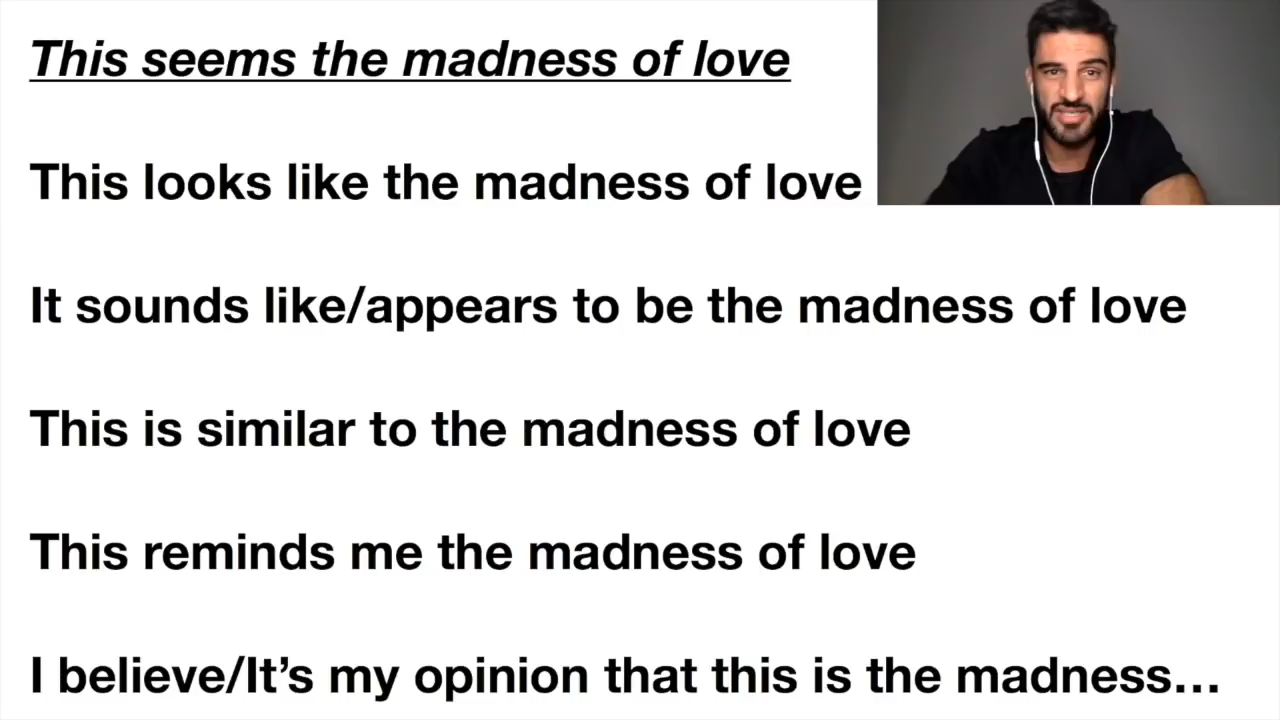 This seems the madness of love
This looks like the madness of love
It sounds like/appears to be the madness of love
This is similar to the madness of love
This reminds me the madness of love
I believe/It’s my opinion that this is the madness…